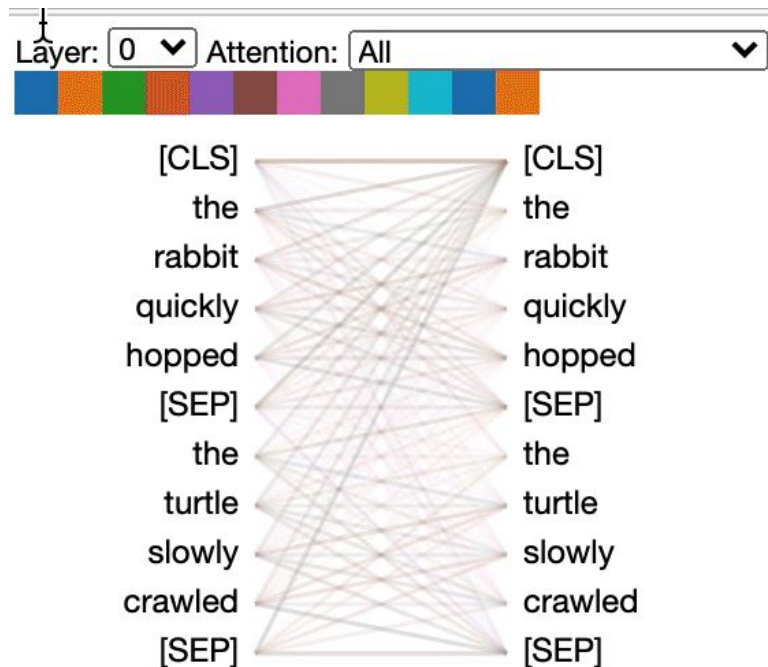 Layer: 0 Attention: All
[CLS] [CLS]
the the
rabbit rabbit
quickly quickly
hopped hopped
[SEP] [SEP]
the the
turtle turtle
slowly slowly
crawled crawled
[SEP] [SEP]